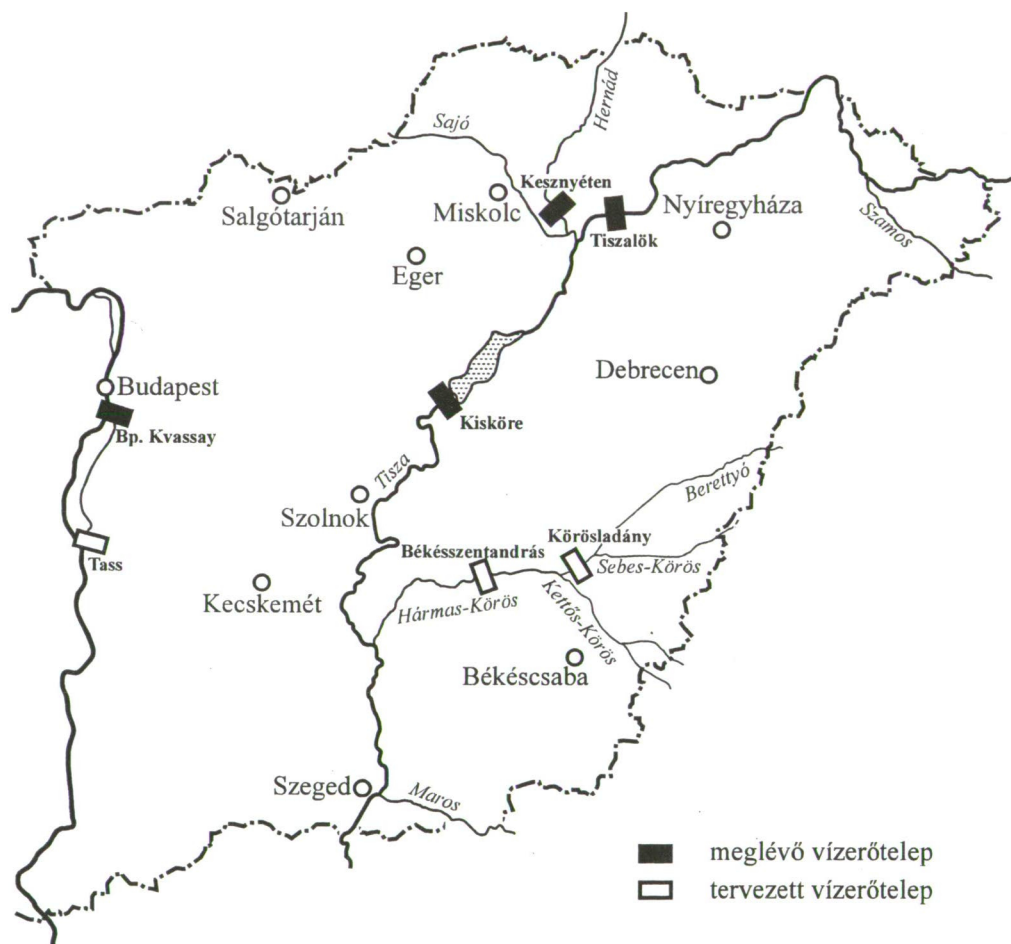 Hernád
Sajó
Kesznyéten
Miskolc
Salgótarján
Nyíregyháza
Tiszalök
Szamos
Eger
Debrecen
Budapest
Kisköre
Bp. Kvassay
Tisza
Berettyó
Szolnok
Körösladány
Békésszentandrás
Tass
Sebes-Körös
Kecskemét
Hármas-Körös
Kettős-Körös
Békéscsaba
Szeged
Maros
meglévő vízerőtelep
tervezett vízerőtelep